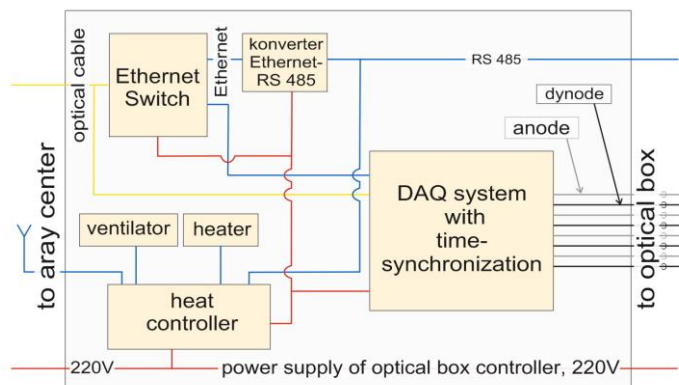 optical cable
Ethernet
Switch
Ethernet
konverter
Ethernet-
RS 485
RS 485
dynode
anode
to aray center
ventilator
heater
DAQ system
with
time-
synchronization
to optical box
heat
controller
220V
power supply of optical box controller, 220V